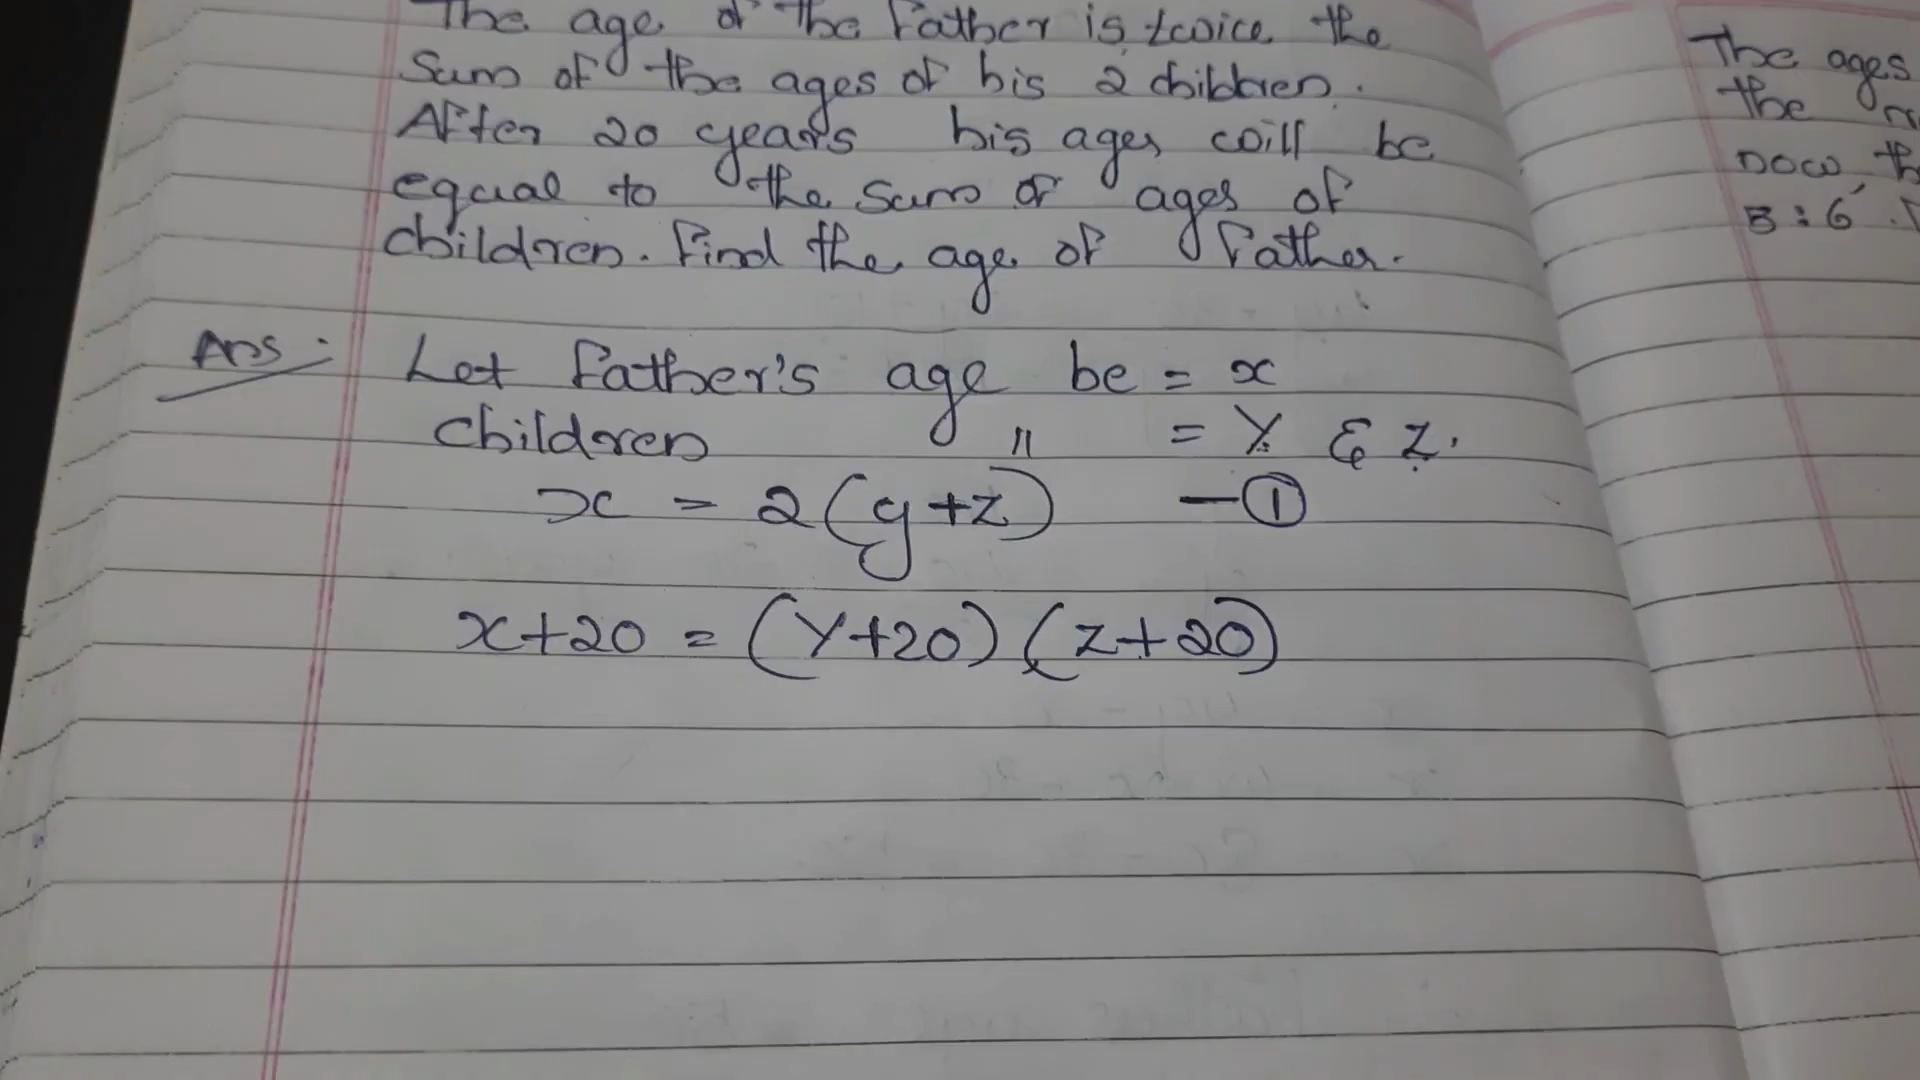 The age of the Father is twice the
Sum of the ages of his 2 children.
After 20 years his ages will be
equal to the sum of ages of
children. Find the age of Father.
Ans :- Let Father's age be = x
Children " = Y & Z.
x = 2(y+z) —①
x+20 = (Y+20) (Z+20)
The ages
the
now, th
5:6.